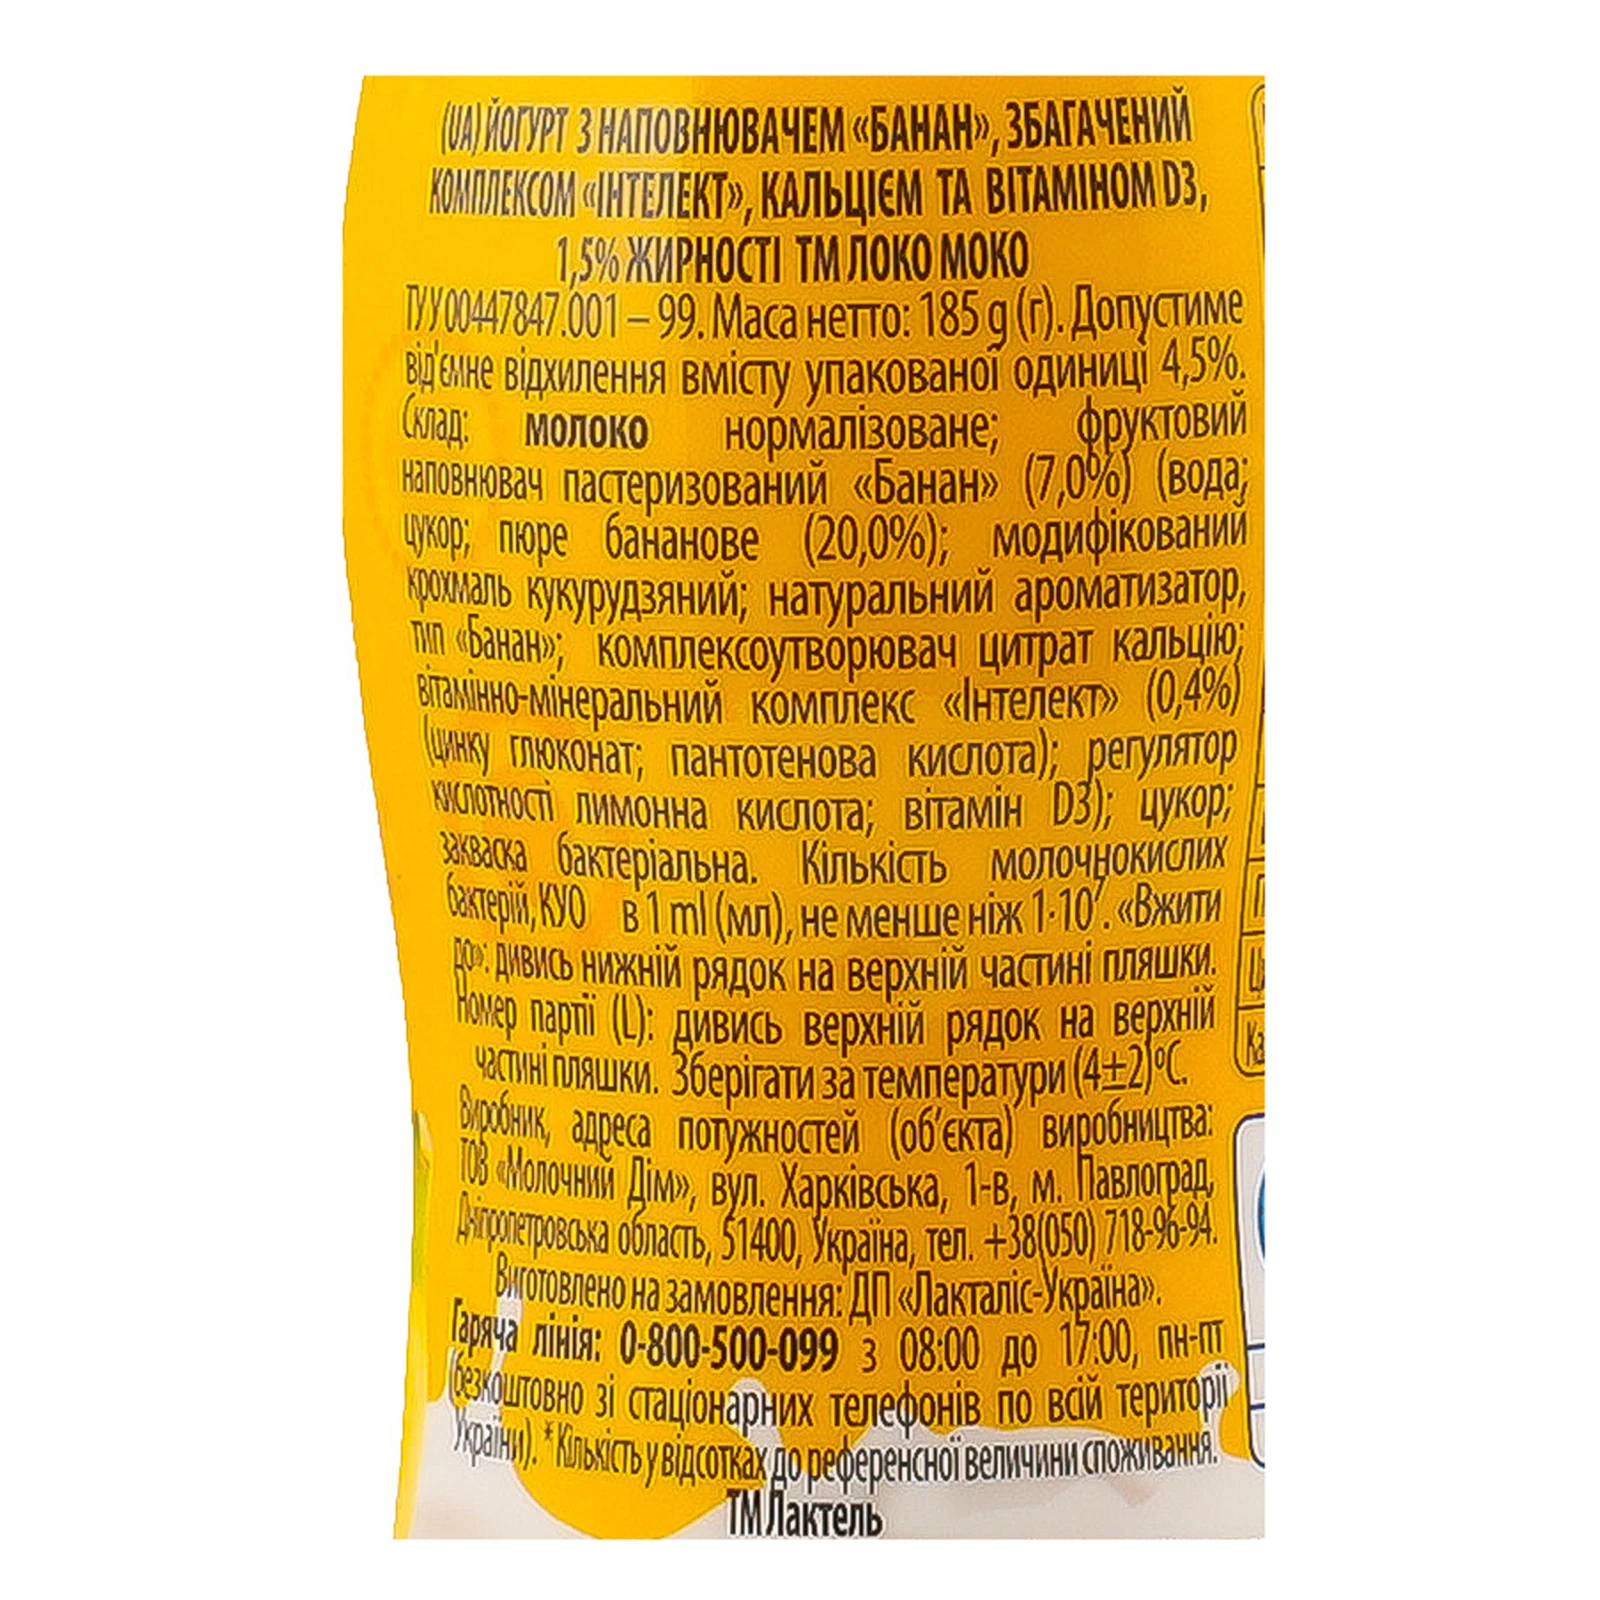 (UA) ЙОГУРТ З НАПОВНЮВАЧЕМ «БАНАН», ЗБАГАЧЕНИЙ
КОМПЛЕКСОМ «ІНТЕЛЕКТ», КАЛЬЦІЄМ ТА ВІТАМІНОМ D3,
1,5% ЖИРНОСТІ ТМ ЛОКО МОКО
ТУ У 00447847.001 – 99. Маса нетто: 185 g (г). Допустиме
від'ємне відхилення вмісту упакованої одиниці 4,5%.
Склад: молоко нормалізоване; фруктовий
наповнювач пастеризований «Банан» (7,0%) (вода;
цукор; пюре бананове (20,0%); модифікований
крохмаль кукурудзяний; натуральний ароматизатор,
тип «Банан»; комплексоутворювач цитрат кальцію;
вітамінно-мінеральний комплекс «Інтелект» (0,4%)
(цинку глюконат; пантотенова кислота); регулятор
кислотності лимонна кислота; вітамін D3); цукор;
закваска бактеріальна. Кількість молочнокислих
бактерій, КУО в 1 ml (мл), не менше ніж 1·10⁷. «Вжити
до»: дивись нижній рядок на верхній частині пляшки.
Номер партії (L): дивись верхній рядок на верхній
частині пляшки. Зберігати за температури (4±2)°С.
Виробник, адреса потужностей (об'єкта) виробництва:
ТОВ «Молочний Дім», вул. Харківська, 1-в, м. Павлоград,
Дніпропетровська область, 51400, Україна, тел. +38(050) 718-96-94.
Виготовлено на замовлення: ДП «Лакталіс-Україна».
Гаряча лінія: 0-800-500-099 з 08:00 до 17:00, пн-пт
(безкоштовно зі стаціонарних телефонів по всій території
України). *Кількість у відсотках до референсної величини споживання.
ТМ Лактель